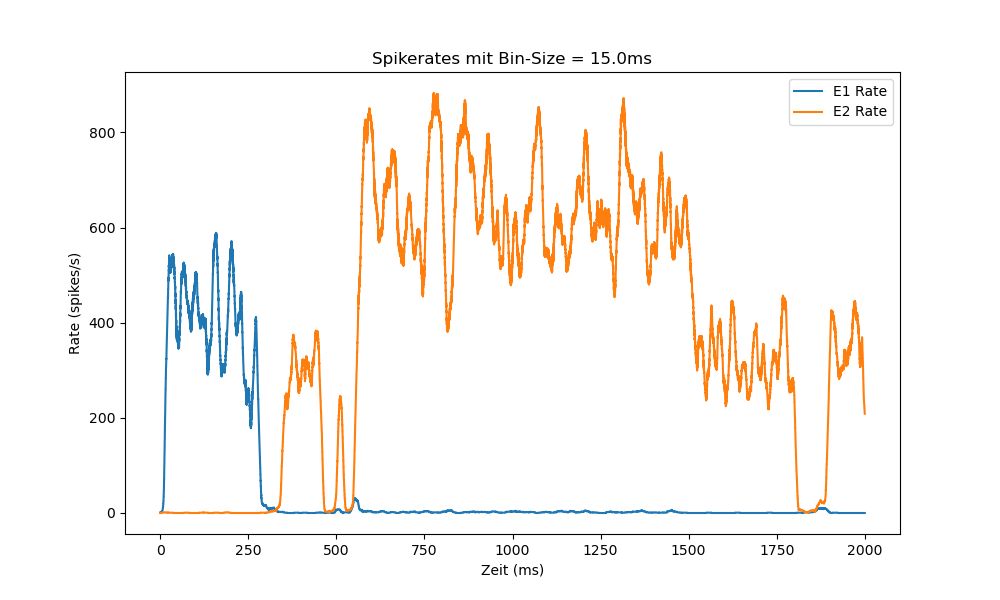 Spikerates mit Bin-Size = 15.0ms
E1 Rate
E2 Rate
Rate (spikes/s)
800
600
400
200
0
0 250 500 750 1000 1250 1500 1750 2000
Zeit (ms)